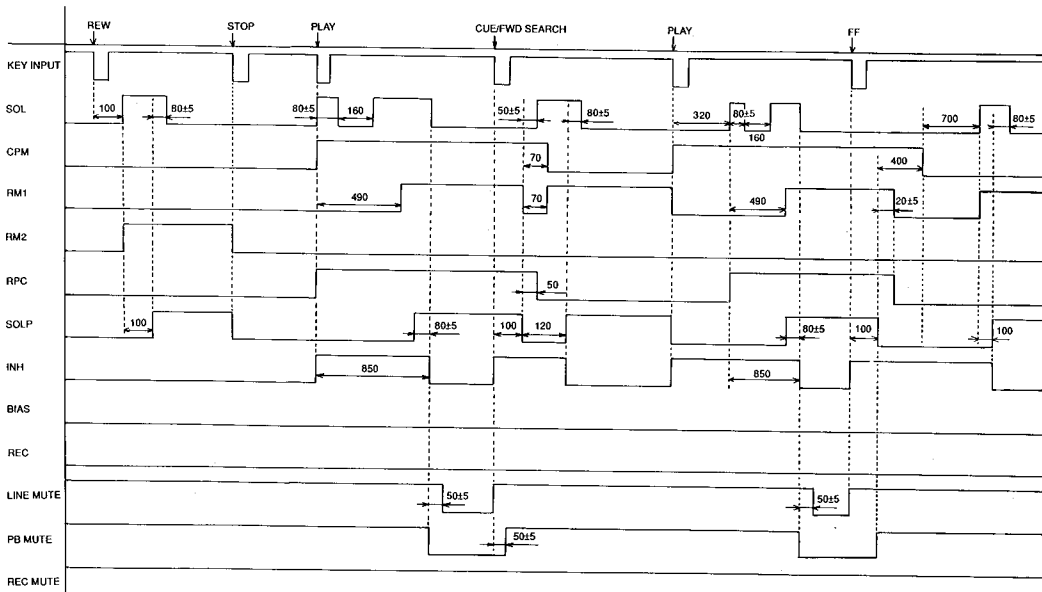 REW STOP PLAY CUE/FWD SEARCH PLAY FF
KEY INPUT
SOL 100 80±5 80±5 160 50±5 80±5 320 80±5 160 700 80±5
CPM 70 400
RM1 490 70 490 20±5
RM2
RPC 50
SOLP 100 80±5 100 120 80±5 100 100
INH 850 850
BIAS
REC
LINE MUTE 50±5 50±5
PB MUTE 50±5
REC MUTE